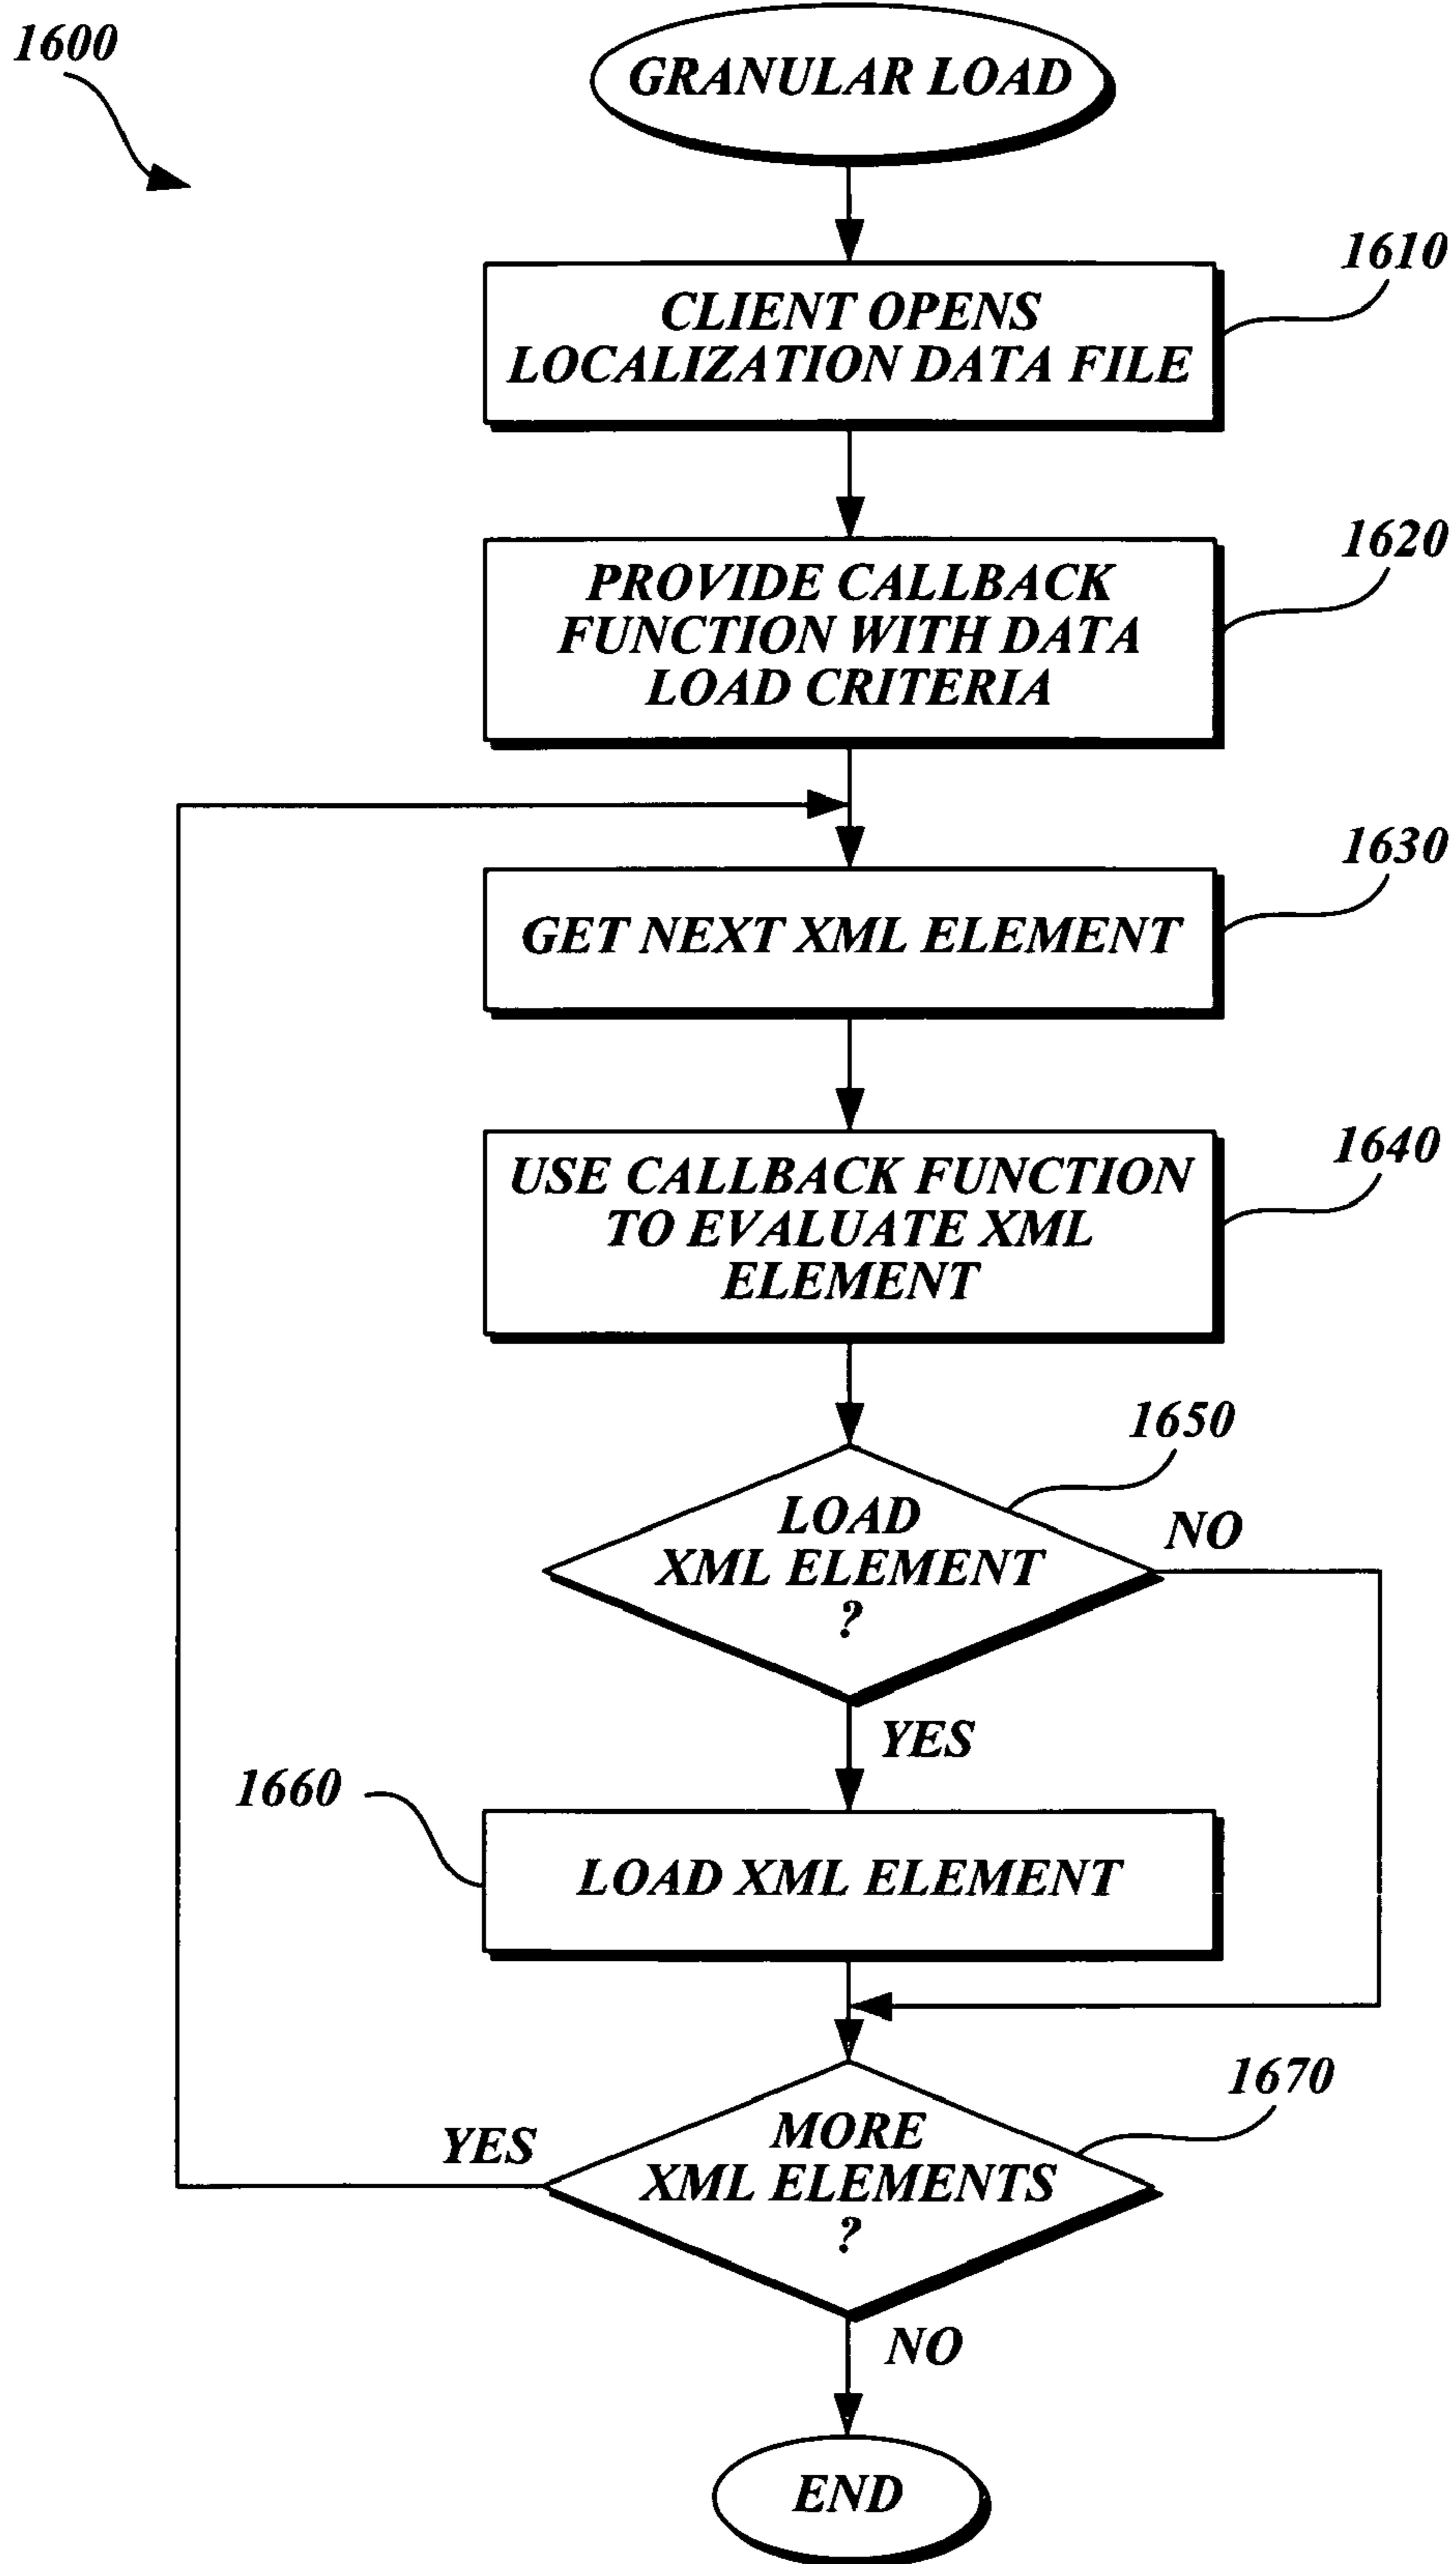 1600
GRANULAR LOAD
1610
CLIENT OPENS
LOCALIZATION DATA FILE
1620
PROVIDE CALLBACK
FUNCTION WITH DATA
LOAD CRITERIA
1630
GET NEXT XML ELEMENT
1640
USE CALLBACK FUNCTION
TO EVALUATE XML
ELEMENT
1650
LOAD
XML ELEMENT
?
NO
YES
1660
LOAD XML ELEMENT
1670
MORE
XML ELEMENTS
?
YES
NO
END